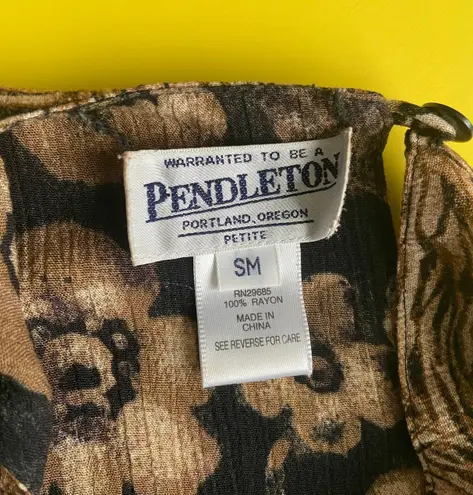 WARRANTED TO BE A
PENDLETON
PORTLAND, OREGON
PETITE
SM
RN29685
100% RAYON
MADE IN
CHINA
SEE REVERSE FOR CARE